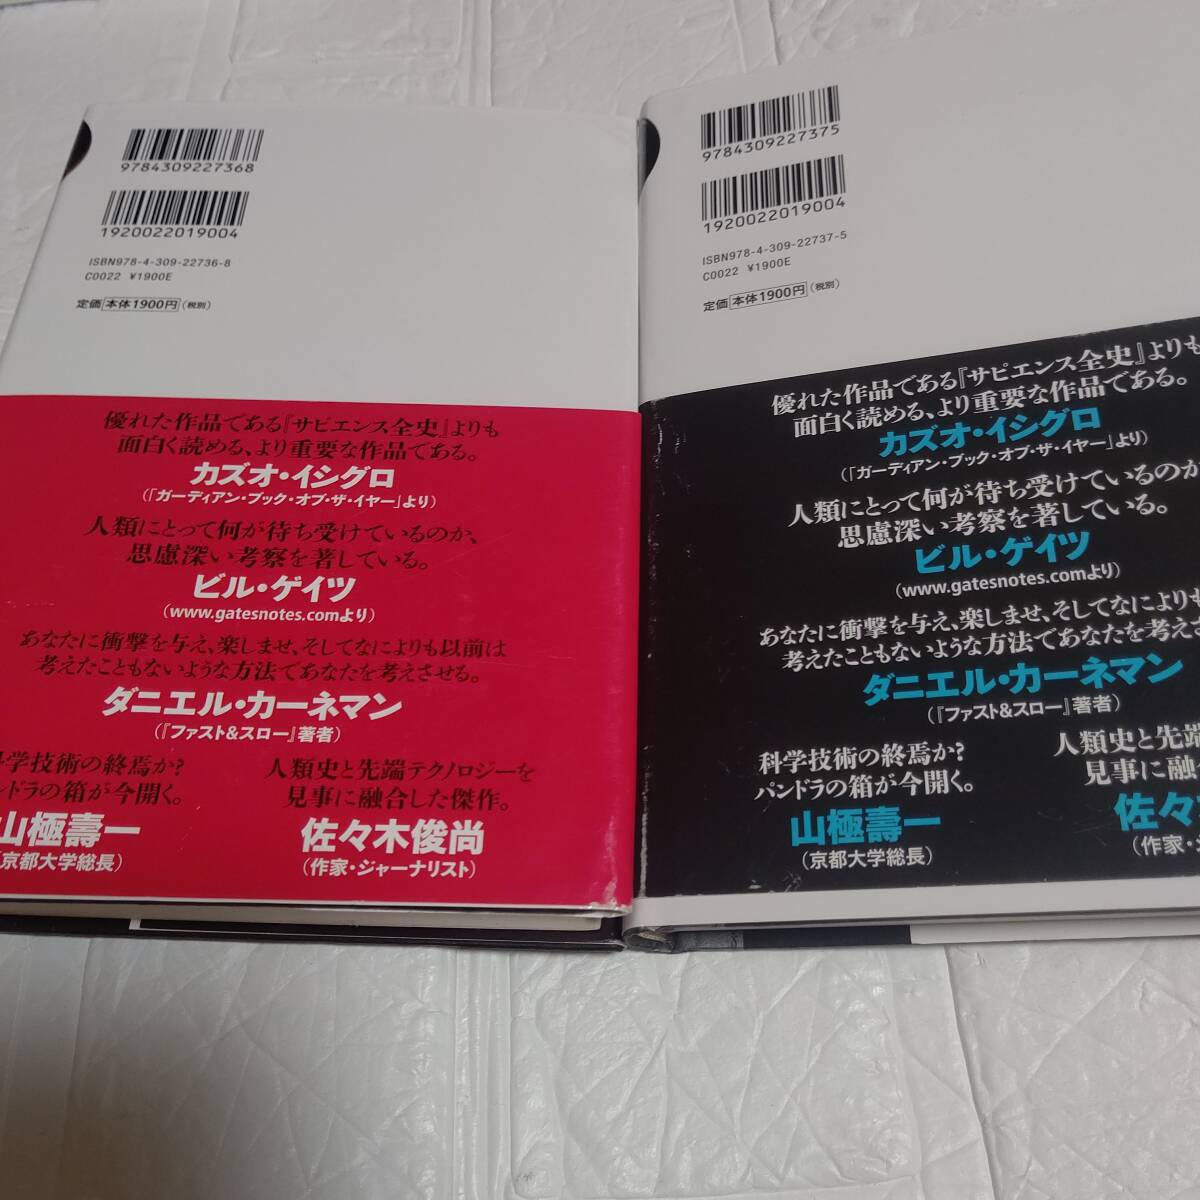 9784309227368
1920022019004
ISBN978-4-309-22736-8
C0022 ¥1900E
定価 本体1900円 (税別)
優れた作品である『サピエンス全史』よりも
面白く読める、より重要な作品である。
カズオ・イシグロ
(「ガーディアン・ブック・オブ・ザ・イヤー」より)
人類にとって何が待ち受けているのか、
思慮深い考察を著している。
ビル・ゲイツ
(www.gatesnotes.comより)
あなたに衝撃を与え、楽しませ、そしてなによりも以前は
考えたこともないような方法であなたを考えさせる。
ダニエル・カーネマン
(『ファスト&スロー』著者)
科学技術の終焉か?
パンドラの箱が今開く。
山極壽一
(京都大学総長)
人類史と先端テクノロジーを
見事に融合した傑作。
佐々木俊尚
(作家・ジャーナリスト)
9784309227375
1920022019004
ISBN978-4-309-22737-5
C0022 ¥1900E
定価 本体1900円 (税別)
優れた作品である『サピエンス全史』よりも
面白く読める、より重要な作品である。
カズオ・イシグロ
(「ガーディアン・ブック・オブ・ザ・イヤー」より)
人類にとって何が待ち受けているのか
思慮深い考察を著している。
ビル・ゲイツ
(www.gatesnotes.comより)
あなたに衝撃を与え、楽しませ、そしてなによりも
考えたこともないような方法であなたを考え
ダニエル・カーネマン
(『ファスト&スロー』著者)
科学技術の終焉か?
パンドラの箱が今開く。
山極壽一
(京都大学総長)
人類史と先端
見事に融合
佐々
(作家・